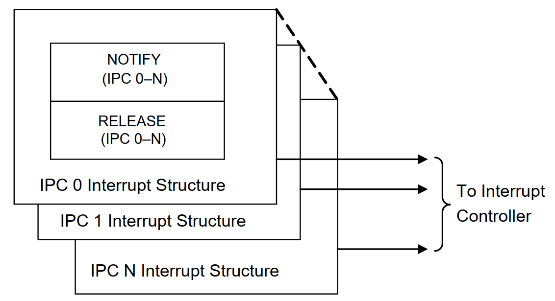 NOTIFY
(IPC 0–N)
RELEASE
(IPC 0–N)
IPC 0 Interrupt Structure
IPC 1 Interrupt Structure
IPC N Interrupt Structure
To Interrupt
Controller